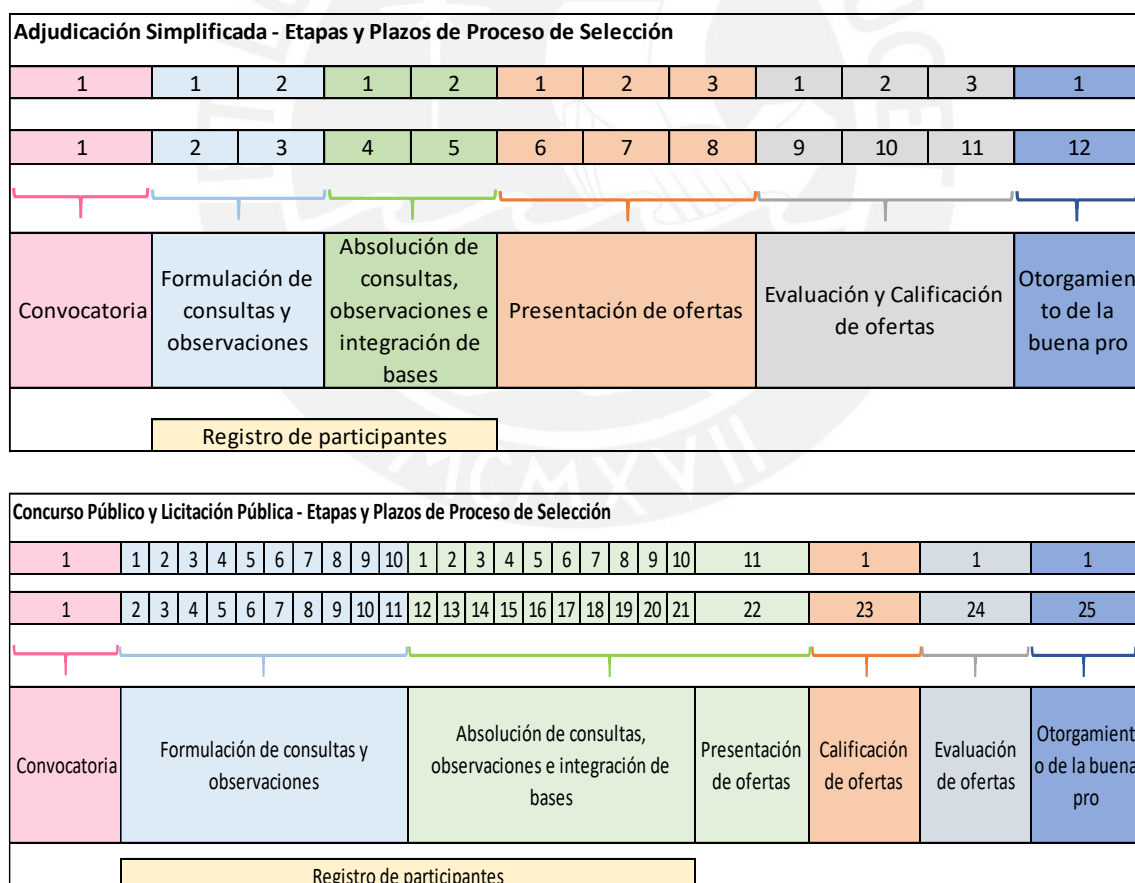 Adjudicación Simplificada - Etapas y Plazos de Proceso de Selección
1 1 2 1 2 1 2 3 1 2 3 1
1 2 3 4 5 6 7 8 9 10 11 12
Convocatoria
Formulación de
consultas y
observaciones
Absolución de
consultas,
observaciones e
integración de
bases
Presentación de ofertas
Evaluación y Calificación
de ofertas
Otorgamien
to de la
buena pro
Registro de participantes
MCMXVII
Concurso Público y Licitación Pública - Etapas y Plazos de Proceso de Selección
1 1 2 3 4 5 6 7 8 9 10 1 2 3 4 5 6 7 8 9 10 11 1 1 1
1 2 3 4 5 6 7 8 9 10 11 12 13 14 15 16 17 18 19 20 21 22 23 24 25
Convocatoria
Formulación de consultas y
observaciones
Absolución de consultas,
observaciones e integración de
bases
Presentación
de ofertas
Calificación
de ofertas
Evaluación
de ofertas
Otorgamient
o de la buena
pro
Registro de participantes